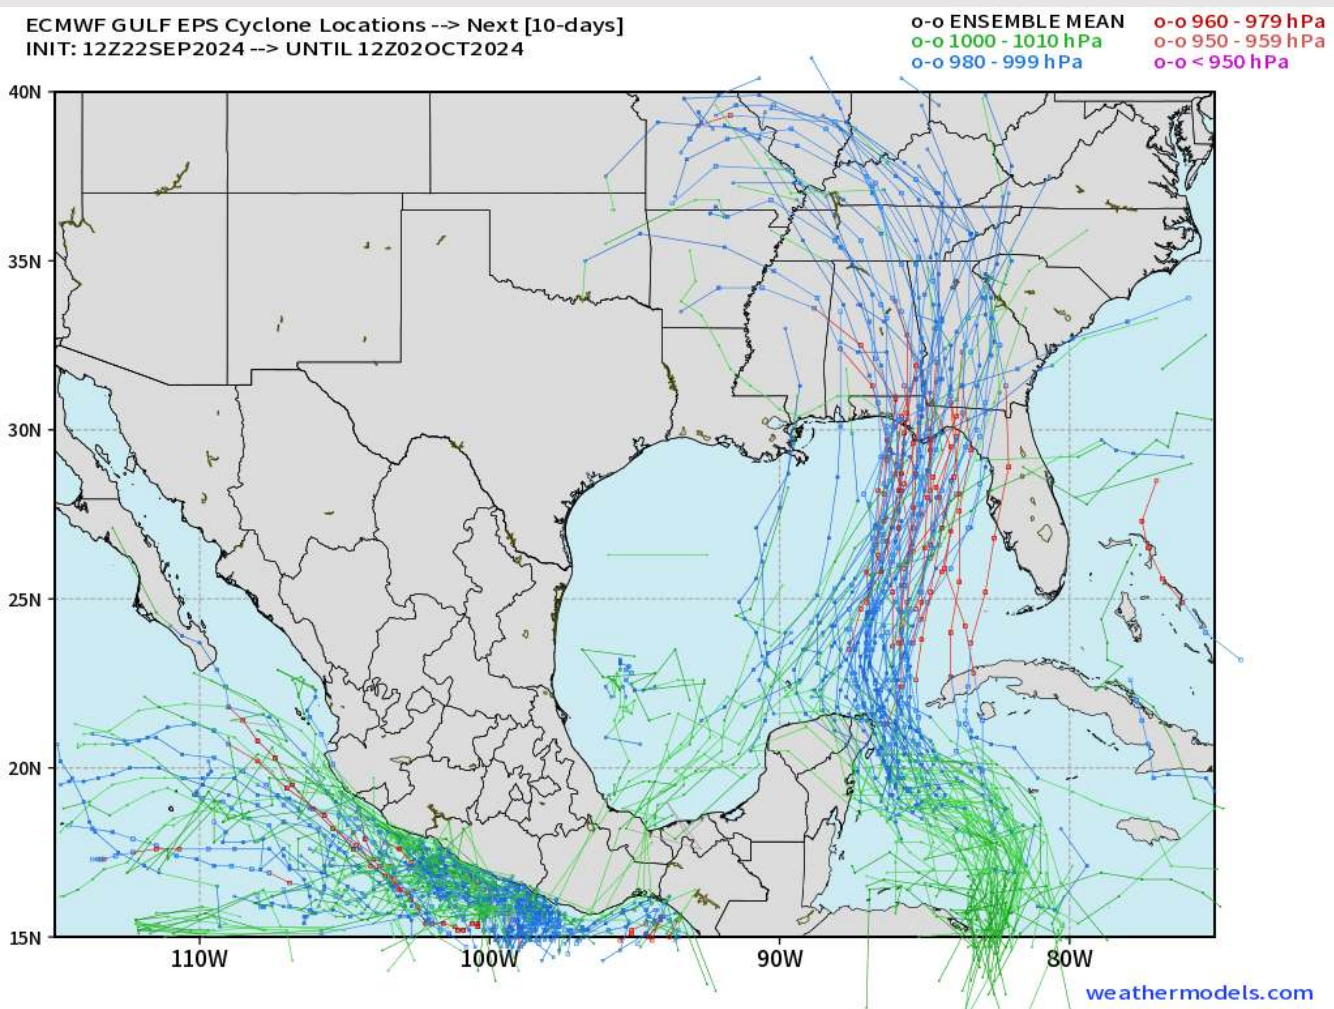 ECMWF GULF EPS Cyclone Locations --> Next [10-days]
INIT: 12Z22SEP2024 --> UNTIL 12Z02OCT2024
o-o ENSEMBLE MEAN
o-o 1000 - 1010 hPa
o-o 980 - 999 hPa
o-o 960 - 979 hPa
o-o 950 - 959 hPa
o-o < 950 hPa
40N
35N
30N
25N
20N
15N
110W
100W
90W
80W
weathermodels.com